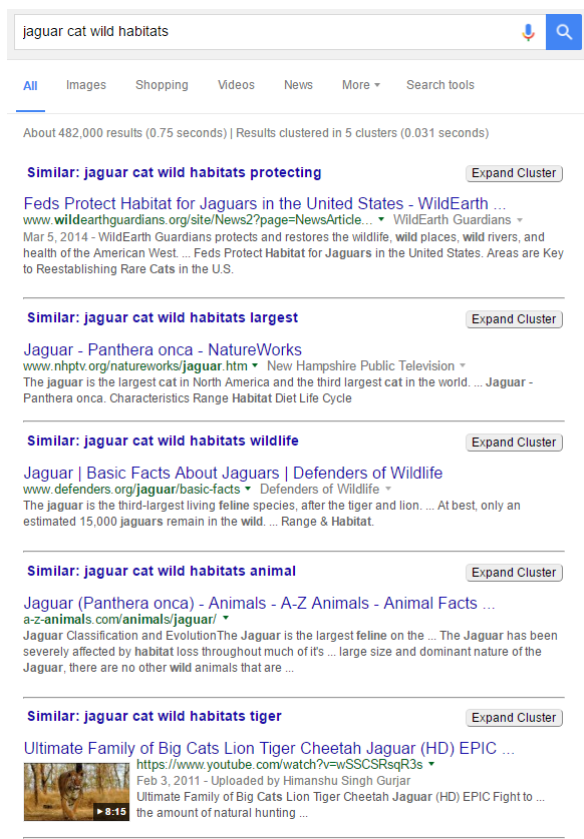 jaguar cat wild habitats
All Images Shopping Videos News More Search tools
About 482,000 results (0.75 seconds) | Results clustered in 5 clusters (0.031 seconds)
Similar: jaguar cat wild habitats protecting Expand Cluster
Feds Protect Habitat for Jaguars in the United States - WildEarth ...
www.wildearthguardians.org/site/News2?page=NewsArticle... WildEarth Guardians
Mar 5, 2014 - WildEarth Guardians protects and restores the wildlife, wild places, wild rivers, and
health of the American West. ... Feds Protect Habitat for Jaguars in the United States. Areas are Key
to Reestablishing Rare Cats in the U.S.
Similar: jaguar cat wild habitats largest Expand Cluster
Jaguar - Panthera onca - NatureWorks
www.nhptv.org/natureworks/jaguar.htm New Hampshire Public Television
The jaguar is the largest cat in North America and the third largest cat in the world. ... Jaguar -
Panthera onca. Characteristics Range Habitat Diet Life Cycle
Similar: jaguar cat wild habitats wildlife Expand Cluster
Jaguar | Basic Facts About Jaguars | Defenders of Wildlife
www.defenders.org/jaguar/basic-facts Defenders of Wildlife
The jaguar is the third-largest living feline species, after the tiger and lion. ... At best, only an
estimated 15,000 jaguars remain in the wild. ... Range & Habitat.
Similar: jaguar cat wild habitats animal Expand Cluster
Jaguar (Panthera onca) - Animals - A-Z Animals - Animal Facts ...
a-z-animals.com/animals/jaguar/
Jaguar Classification and EvolutionThe Jaguar is the largest feline on the ... The Jaguar has been
severely affected by habitat loss throughout much of it's ... large size and dominant nature of the
Jaguar, there are no other wild animals that are ...
Similar: jaguar cat wild habitats tiger Expand Cluster
Ultimate Family of Big Cats Lion Tiger Cheetah Jaguar (HD) EPIC ...
https://www.youtube.com/watch?v=wSSCSRsqR3s
Feb 3, 2011 - Uploaded by Himanshu Singh Gurjar
Ultimate Family of Big Cats Lion Tiger Cheetah Jaguar (HD) EPIC Fight to ...
8:15 the amount of natural hunting ...